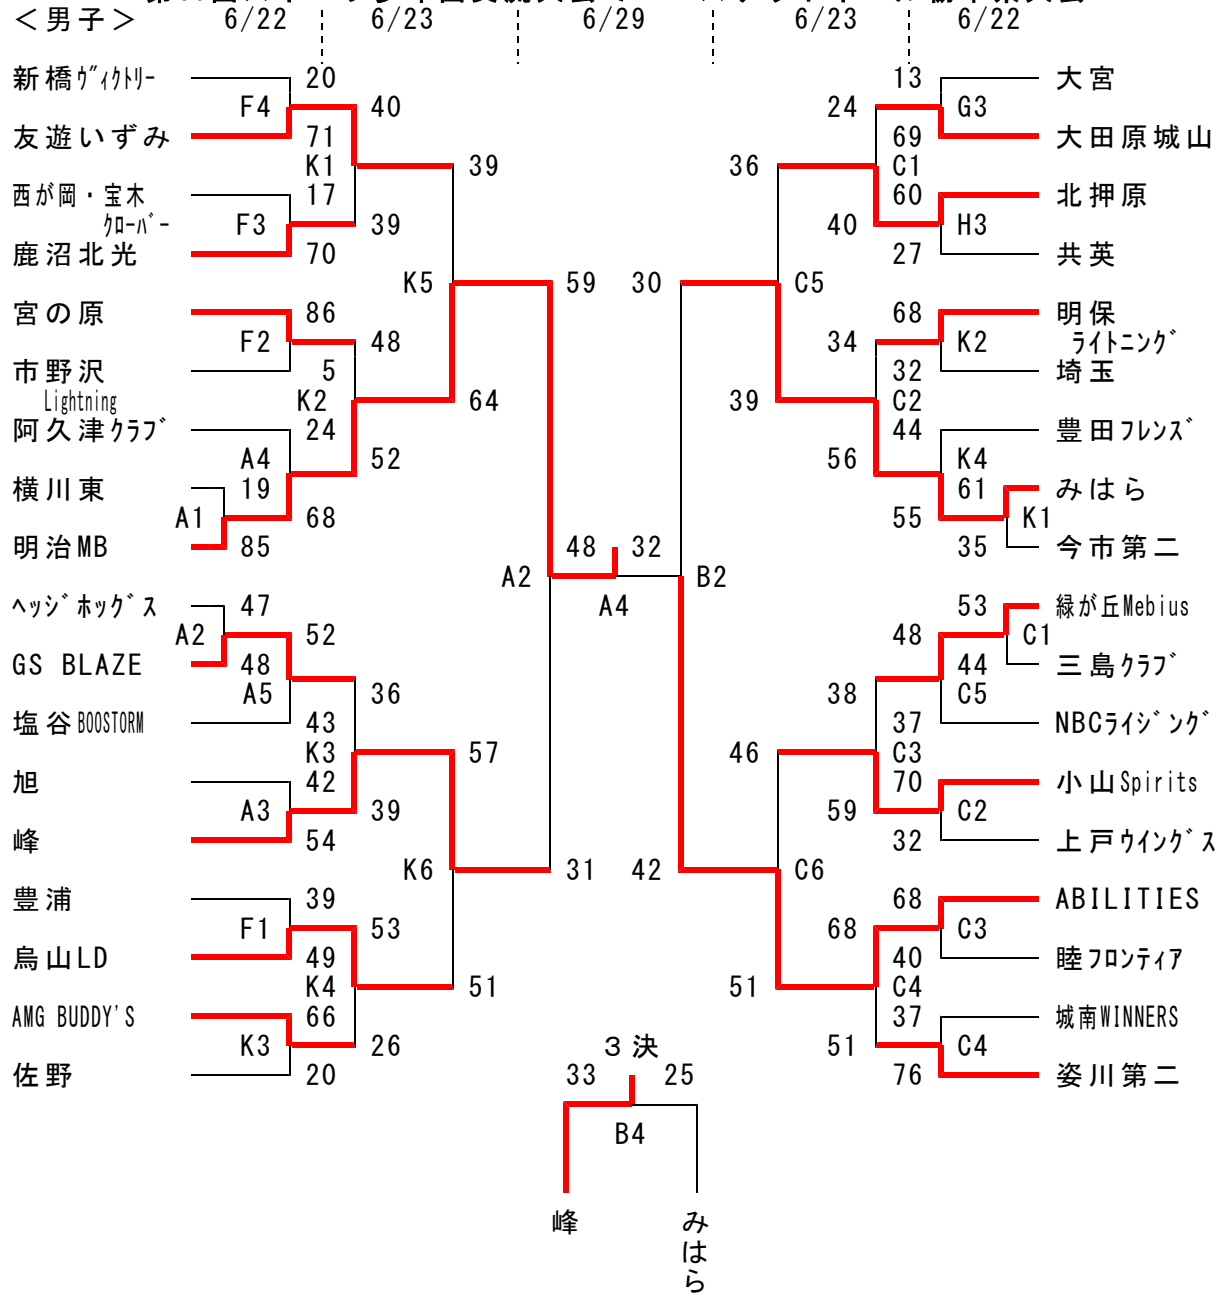 ＜男子＞ 6/22 6/23 6/29 6/23 6/22
新橋ヴィクトリー 20 13 大宮
F4 40 24 G3
友遊いずみ 71 69 大田原城山
K1 39 36 C1
西が岡・宝木 17 60 北押原
クローバー F3 39 40 H3
鹿沼北光 70 27 共英
K5 59 30 C5
宮の原 86 68 明保
F2 48 34 K2 ライトニング
市野沢 5 32 埼玉
Lightning K2 64 39 C2
阿久津クラブ 24 44 豊田フレンズ
A4 52 56 K4
横川東 19 61 みはら
A1 68 55 K1
明治MB 85 48 32 35 今市第二
A2 B2
A4
ヘッジホッグス 47 53 緑が丘Mebius
A2 52 48 C1
GS BLAZE 48 44 三島クラブ
A5 36 38 C5
塩谷BOOSTORM 43 37 NBCライジング
K3 57 46 C3
旭 42 70 小山Spirits
A3 39 59 C2
峰 54 32 上戸ウイングス
K6 31 42 C6
豊浦 39 68 ABILITIES
F1 53 68 C3
烏山LD 49 40 睦フロンティア
K4 51 51 C4
AMG BUDDY'S 66 37 城南WINNERS
K3 26 51 C4
佐野 20 76 姿川第二
３決
33 25
B4
峰 みはら